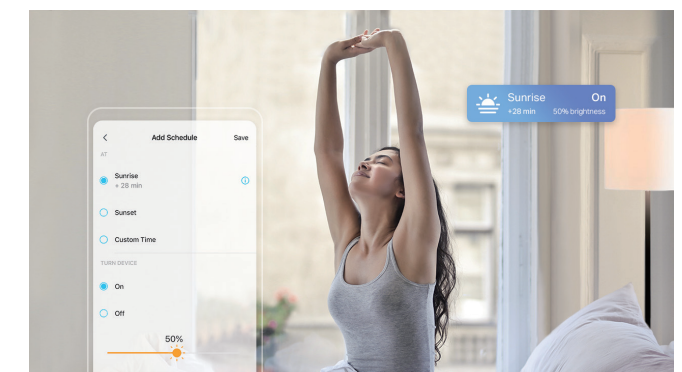 Add Schedule
Save
AT
Sunrise
+ 28 min
Sunset
Custom Time
TURN DEVICE
On
Off
50%
Sunrise On
+28 min 50% brightness